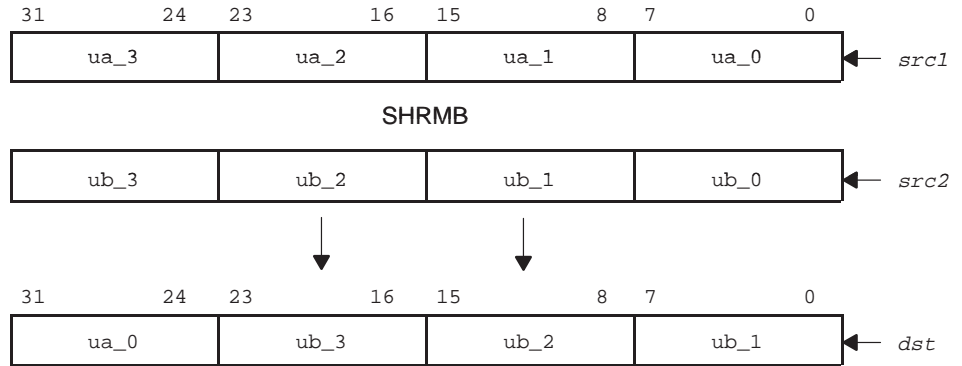 31 24 23 16 15 8 7 0
ua_3 ua_2 ua_1 ua_0 src1
SHRMB
ub_3 ub_2 ub_1 ub_0 src2
31 24 23 16 15 8 7 0
ua_0 ub_3 ub_2 ub_1 dst